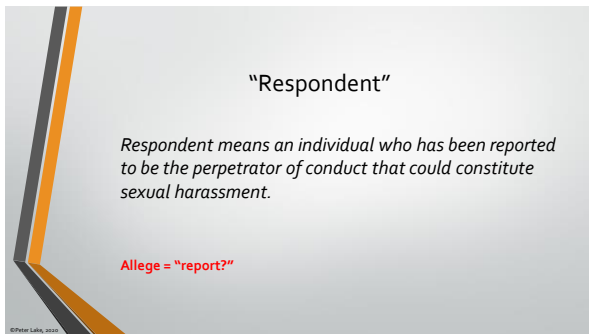 “Respondent”
Respondent means an individual who has been reported
to be the perpetrator of conduct that could constitute
sexual harassment.
Allege = “report?”
©Peter Lake, 2020